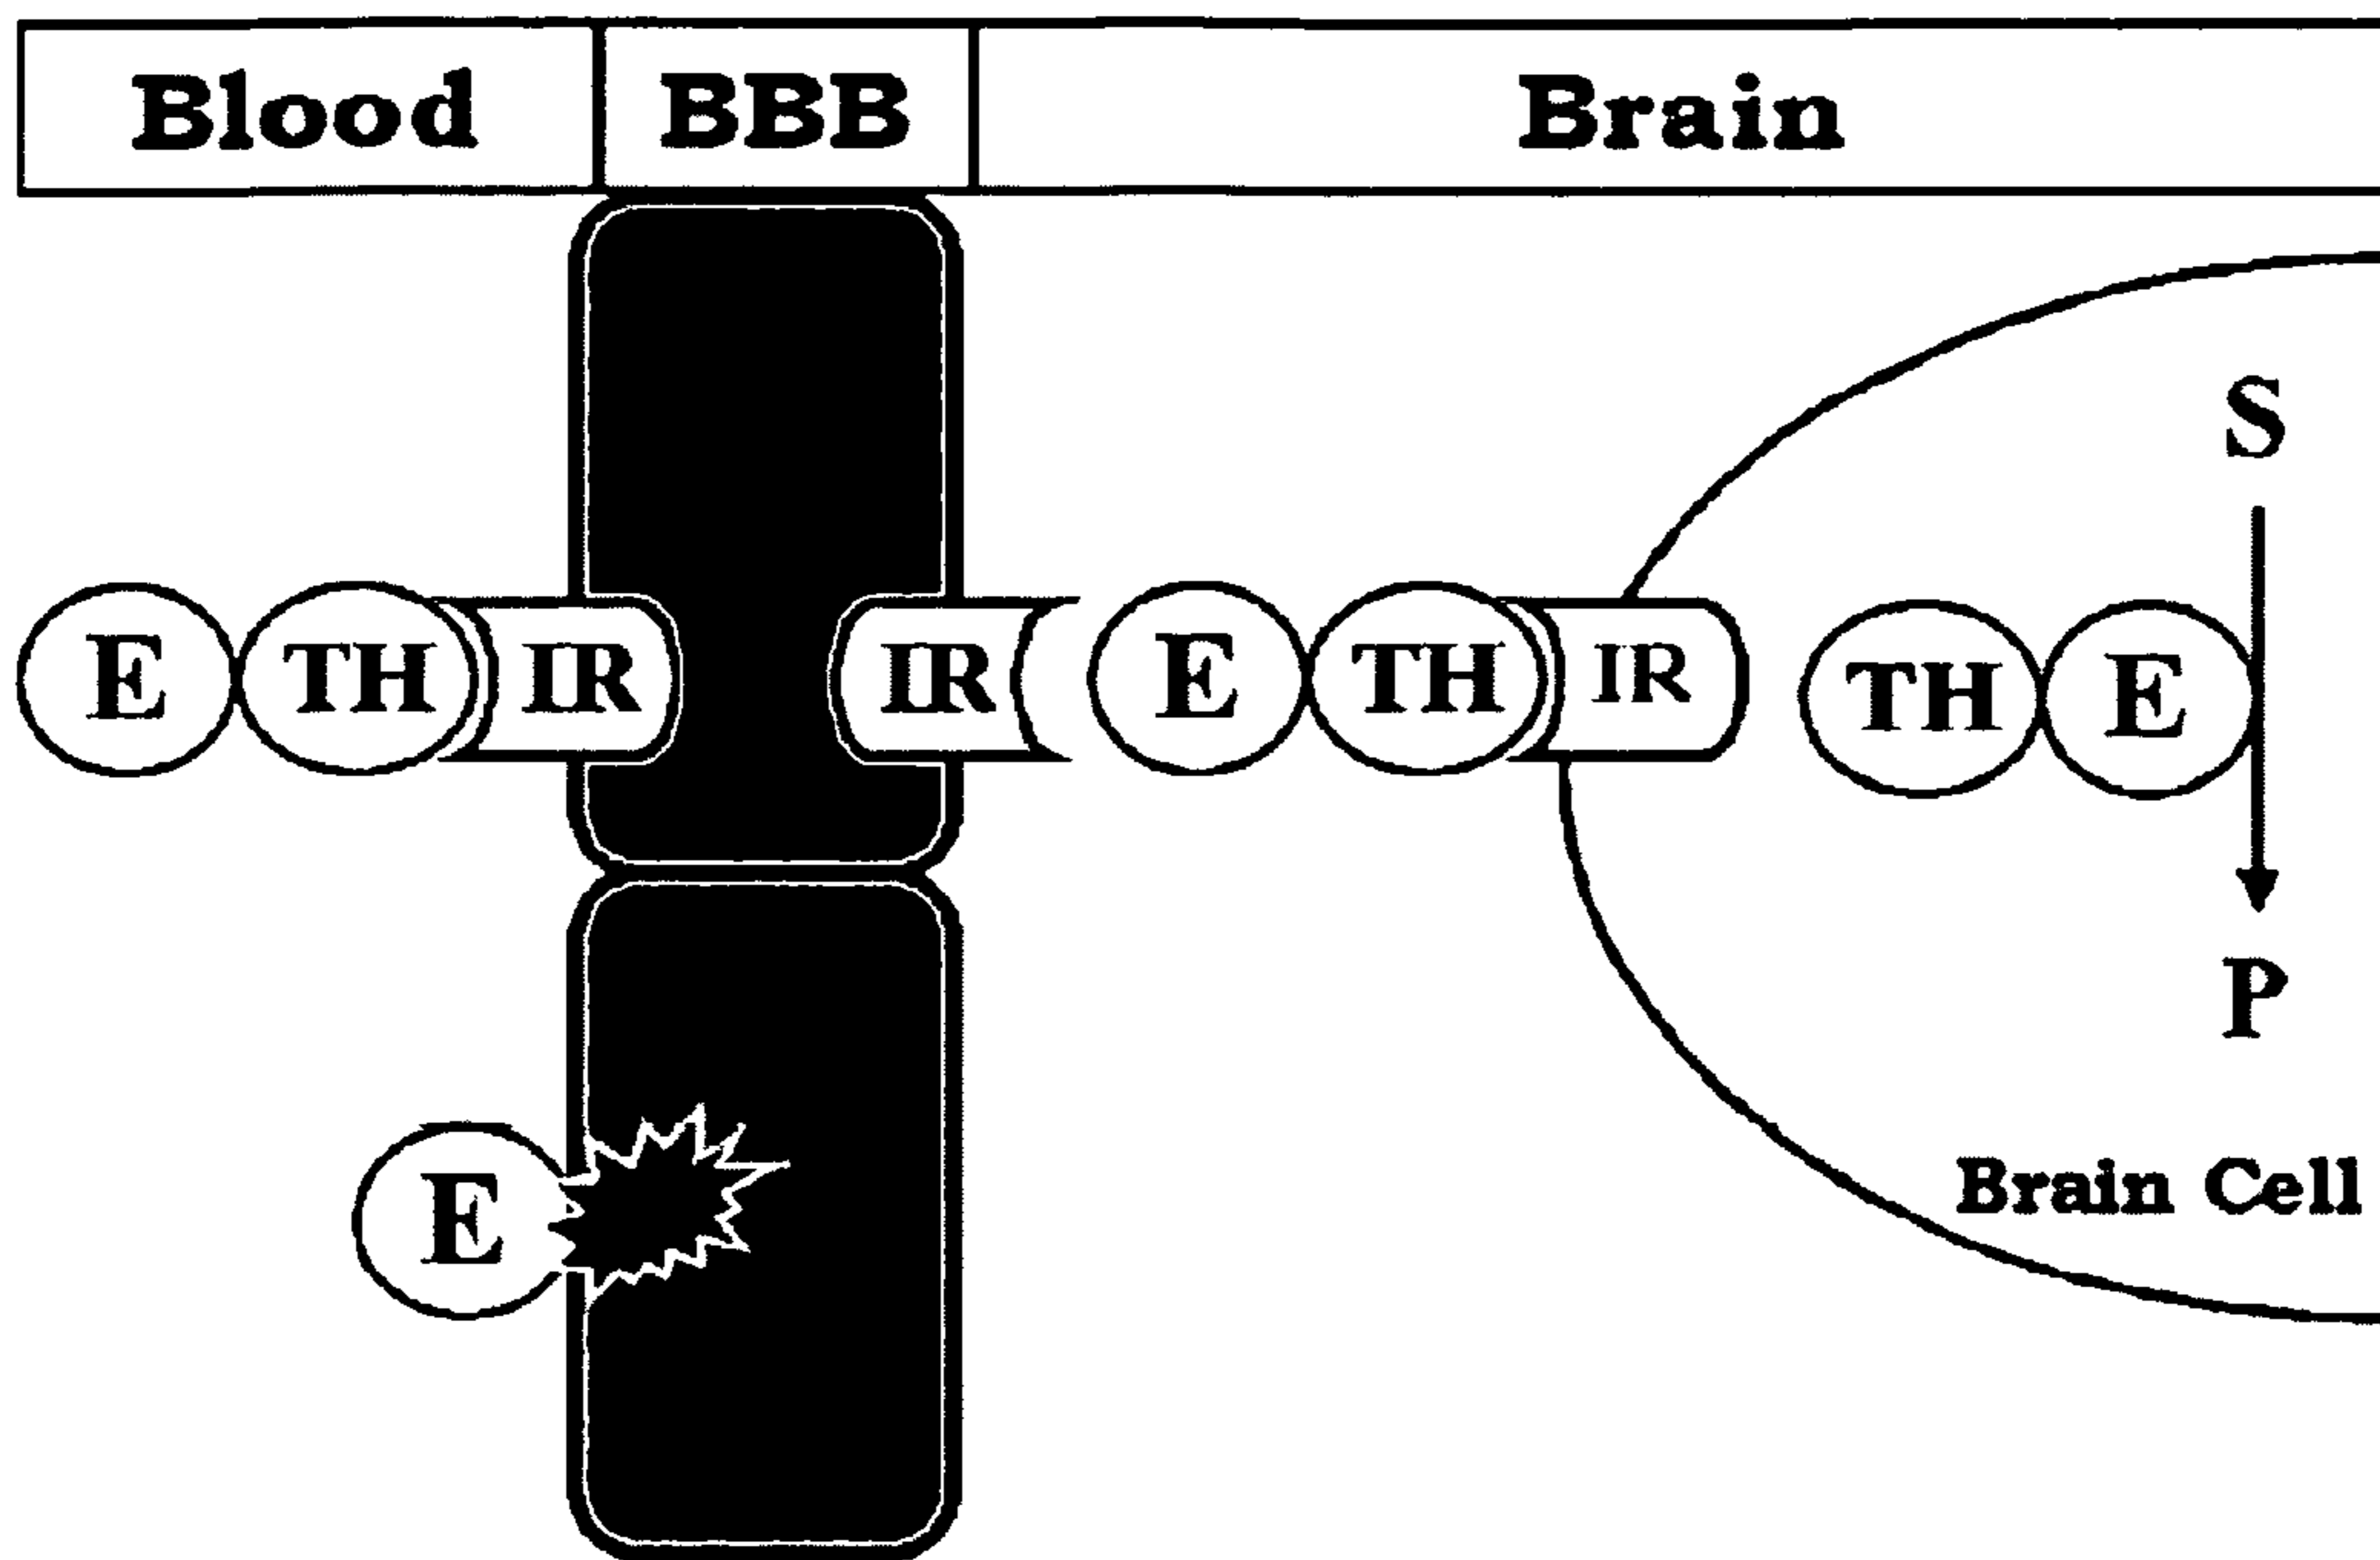 Blood BBB Brain
S
E TH IR IR E TH IR TH E
P
E
Brain Cell